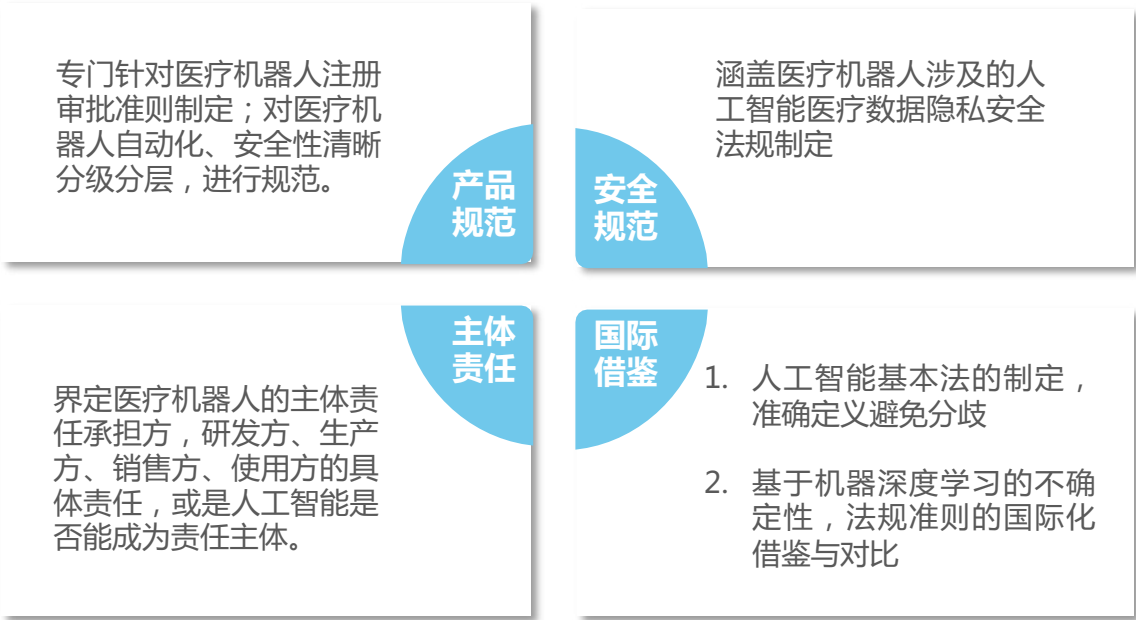 专门针对医疗机器人注册
审批准则制定；对医疗机
器人自动化、安全性清晰
分级分层，进行规范。
产品
规范
涵盖医疗机器人涉及的人
工智能医疗数据隐私安全
法规制定
安全
规范
主体
责任
界定医疗机器人的主体责
任承担方，研发方、生产
方、销售方、使用方的具
体责任，或是人工智能是
否能成为责任主体。
国际
借鉴
1. 人工智能基本法的制定，
准确定义避免分歧
2. 基于机器深度学习的不确
定性，法规准则的国际化
借鉴与对比